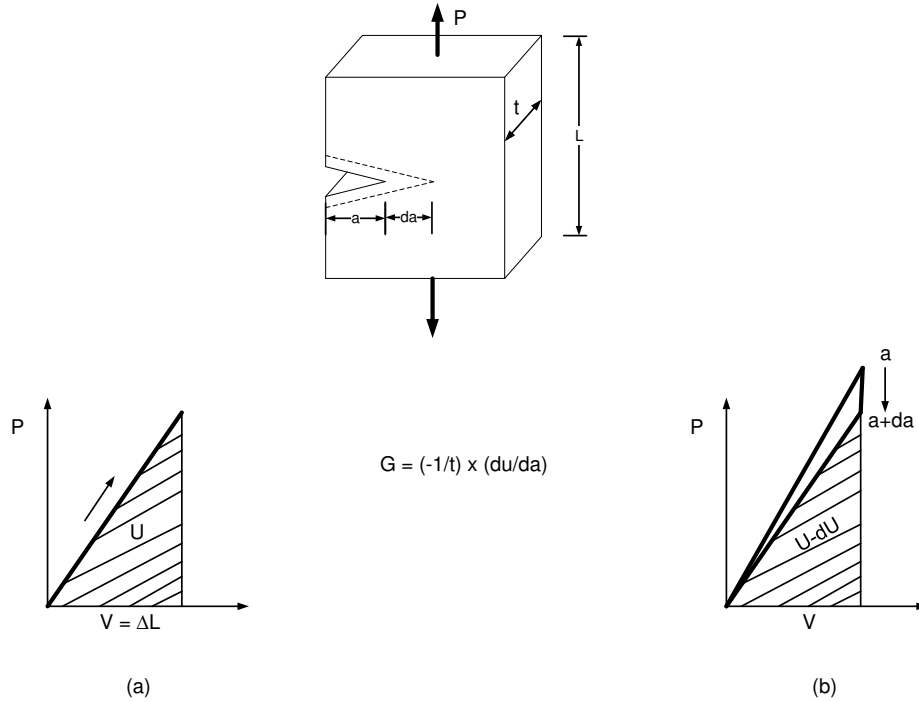 P
t
L
a
da
P
U
V = ΔL
(a)
G = (-1/t) x (du/da)
P
a
a+da
U-dU
V
(b)